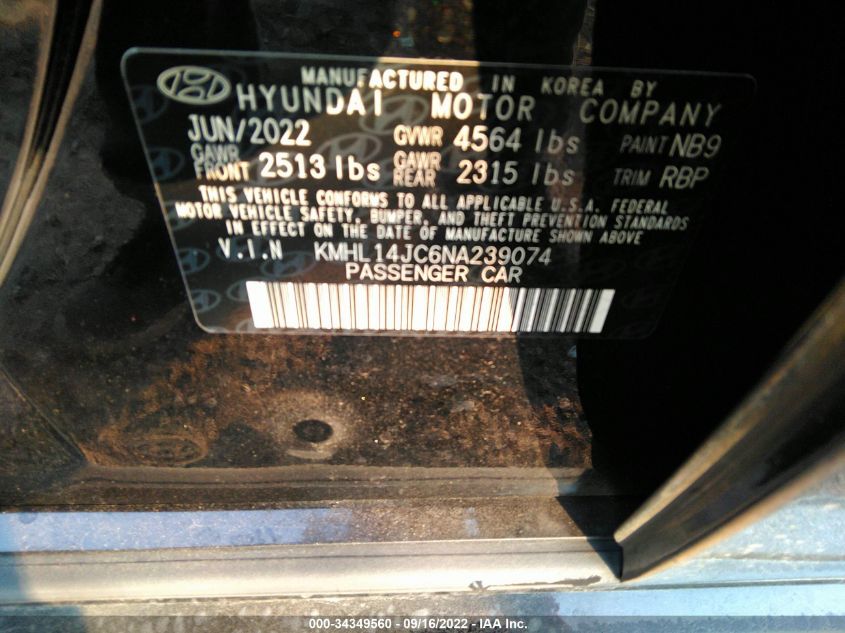 MANUFACTURED IN KOREA BY
HYUNDAI MOTOR COMPANY
JUN/2022 GVWR 4564 lbs PAINT NB9
GAWR FRONT 2513 lbs GAWR REAR 2315 lbs TRIM RBP
THIS VEHICLE CONFORMS TO ALL APPLICABLE U.S.A. FEDERAL
MOTOR VEHICLE SAFETY, BUMPER, AND THEFT PREVENTION STANDARDS
IN EFFECT ON THE DATE OF MANUFACTURE SHOWN ABOVE
V.I.N KMHL14JC6NA239074
PASSENGER CAR
000-34349560 - 09/16/2022 - IAA Inc.